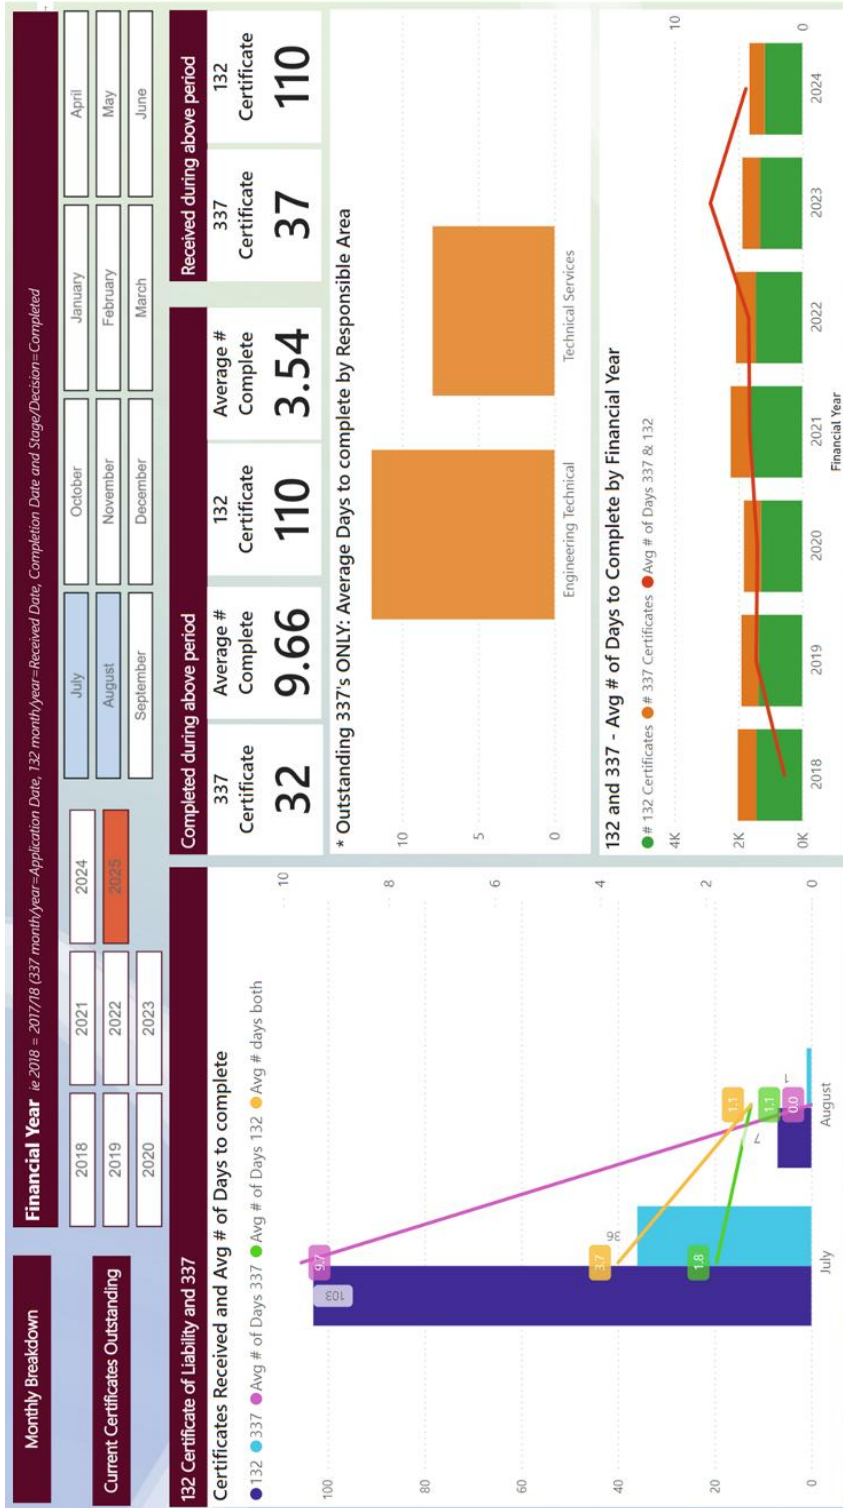 Monthly Breakdown
Current Certificates Outstanding
Financial Year ie 2018 = 2017/18 (337 month/year=Application Date, 132 month/year=Received Date, Completion Date and Stage/Decision=Completed
2018 2021 2024
2019 2022 2025
2020 2023
July October January April
August November February May
September December March June
132 Certificate of Liability and 337
Certificates Received and Avg # of Days to complete
132 337 Avg # of Days 337 Avg # of Days 132 Avg # days both
100
80
60
40
20
0
10
8
6
4
2
0
103
9.7
3.7
36
1.8
7
1.1
1.1
0.0
1
July August
Completed during above period
337 Certificate
32
Average # Complete
9.66
132 Certificate
110
Average # Complete
3.54
Received during above period
337 Certificate
37
132 Certificate
110
* Outstanding 337's ONLY: Average Days to complete by Responsible Area
10
5
0
Engineering Technical Technical Services
132 and 337 - Avg # of Days to Complete by Financial Year
# 132 Certificates # 337 Certificates Avg # of Days 337 & 132
4K
2K
0K
10
0
2018 2019 2020 2021 2022 2023 2024
Financial Year